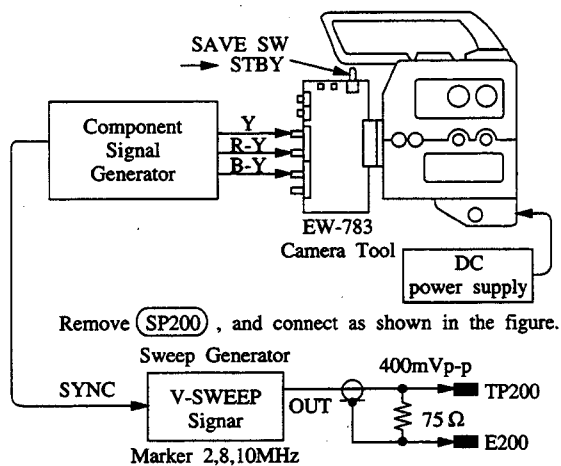 SAVE SW
STBY
Component
Signal
Generator
Y
R-Y
B-Y
EW-783
Camera Tool
DC
power supply
Remove SP200 , and connect as shown in the figure.
Sweep Generator
400mVp-p
SYNC
V-SWEEP
Signar
OUT
TP200
75 Ω
E200
Marker 2,8,10MHz